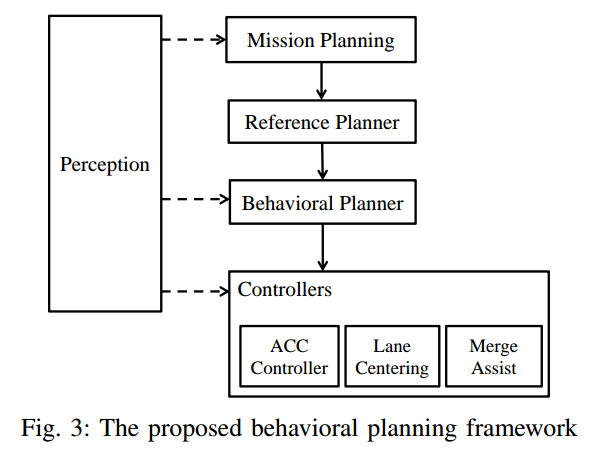 Mission Planning
Reference Planner
Perception
Behavioral Planner
Controllers
ACC
Controller
Lane
Centering
Merge
Assist
Fig. 3: The proposed behavioral planning framework